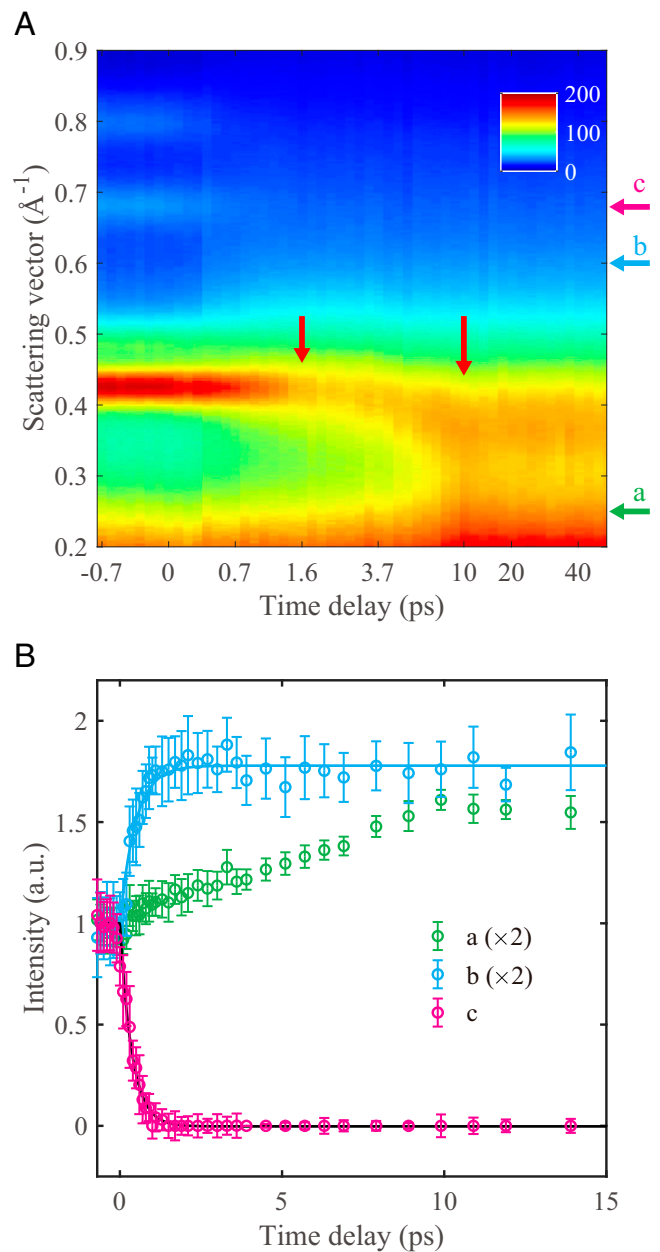 A
Scattering vector (Å⁻¹)
0.9
0.8
0.7
0.6
0.5
0.4
0.3
0.2
200
100
0
c
b
a
-0.7 0 0.7 1.6 3.7 10 20 40
Time delay (ps)
B
Intensity (a.u.)
2
1.5
1
0.5
0
a (×2)
b (×2)
c
0 5 10 15
Time delay (ps)